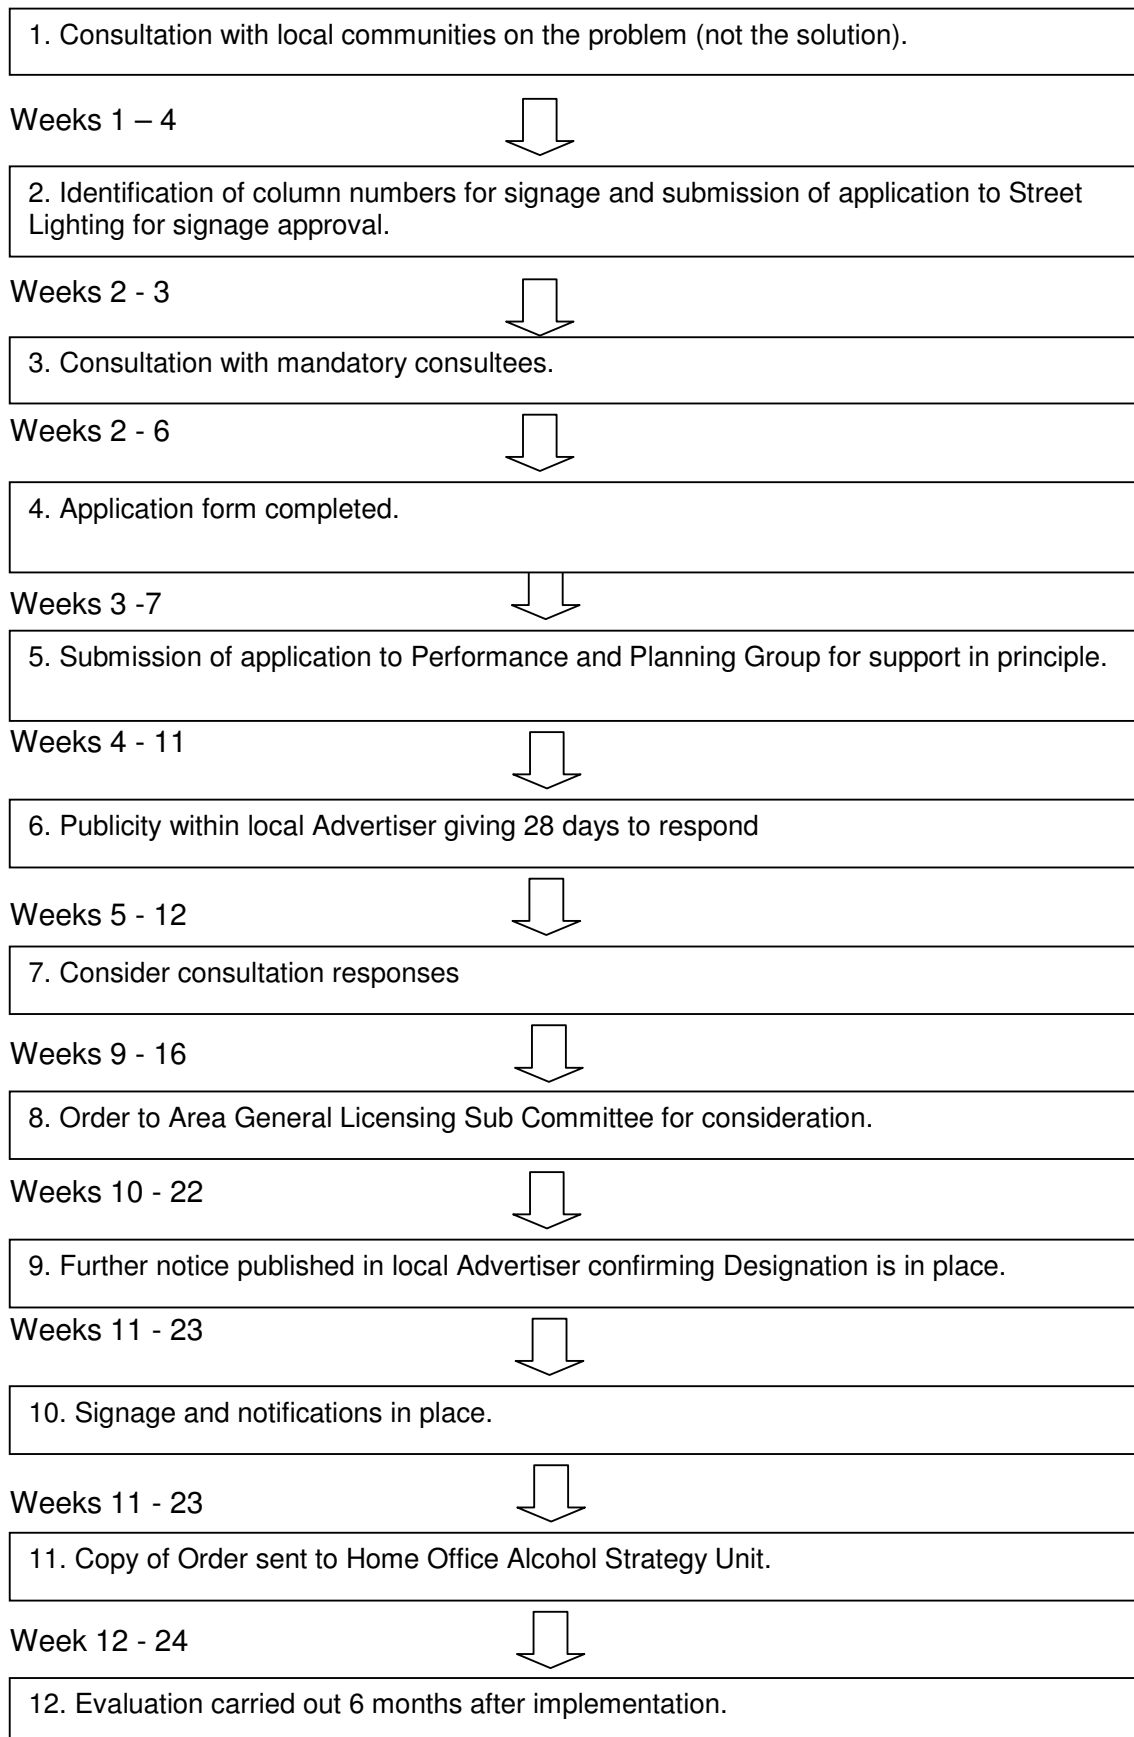 1. Consultation with local communities on the problem (not the solution).
Weeks 1 – 4
2. Identification of column numbers for signage and submission of application to Street
Lighting for signage approval.
Weeks 2 - 3
3. Consultation with mandatory consultees.
Weeks 2 - 6
4. Application form completed.
Weeks 3 -7
5. Submission of application to Performance and Planning Group for support in principle.
Weeks 4 - 11
6. Publicity within local Advertiser giving 28 days to respond
Weeks 5 - 12
7. Consider consultation responses
Weeks 9 - 16
8. Order to Area General Licensing Sub Committee for consideration.
Weeks 10 - 22
9. Further notice published in local Advertiser confirming Designation is in place.
Weeks 11 - 23
10. Signage and notifications in place.
Weeks 11 - 23
11. Copy of Order sent to Home Office Alcohol Strategy Unit.
Week 12 - 24
12. Evaluation carried out 6 months after implementation.